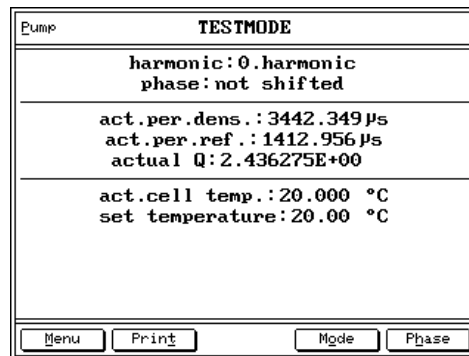 Pump TESTMODE
harmonic:0.harmonic
phase:not shifted
act.per.dens.:3442.349µs
act.per.ref.:1412.956µs
actual Q:2.436275E+00
act.cell temp.:20.000 °C
set temperature:20.00 °C
Menu Print Mode Phase